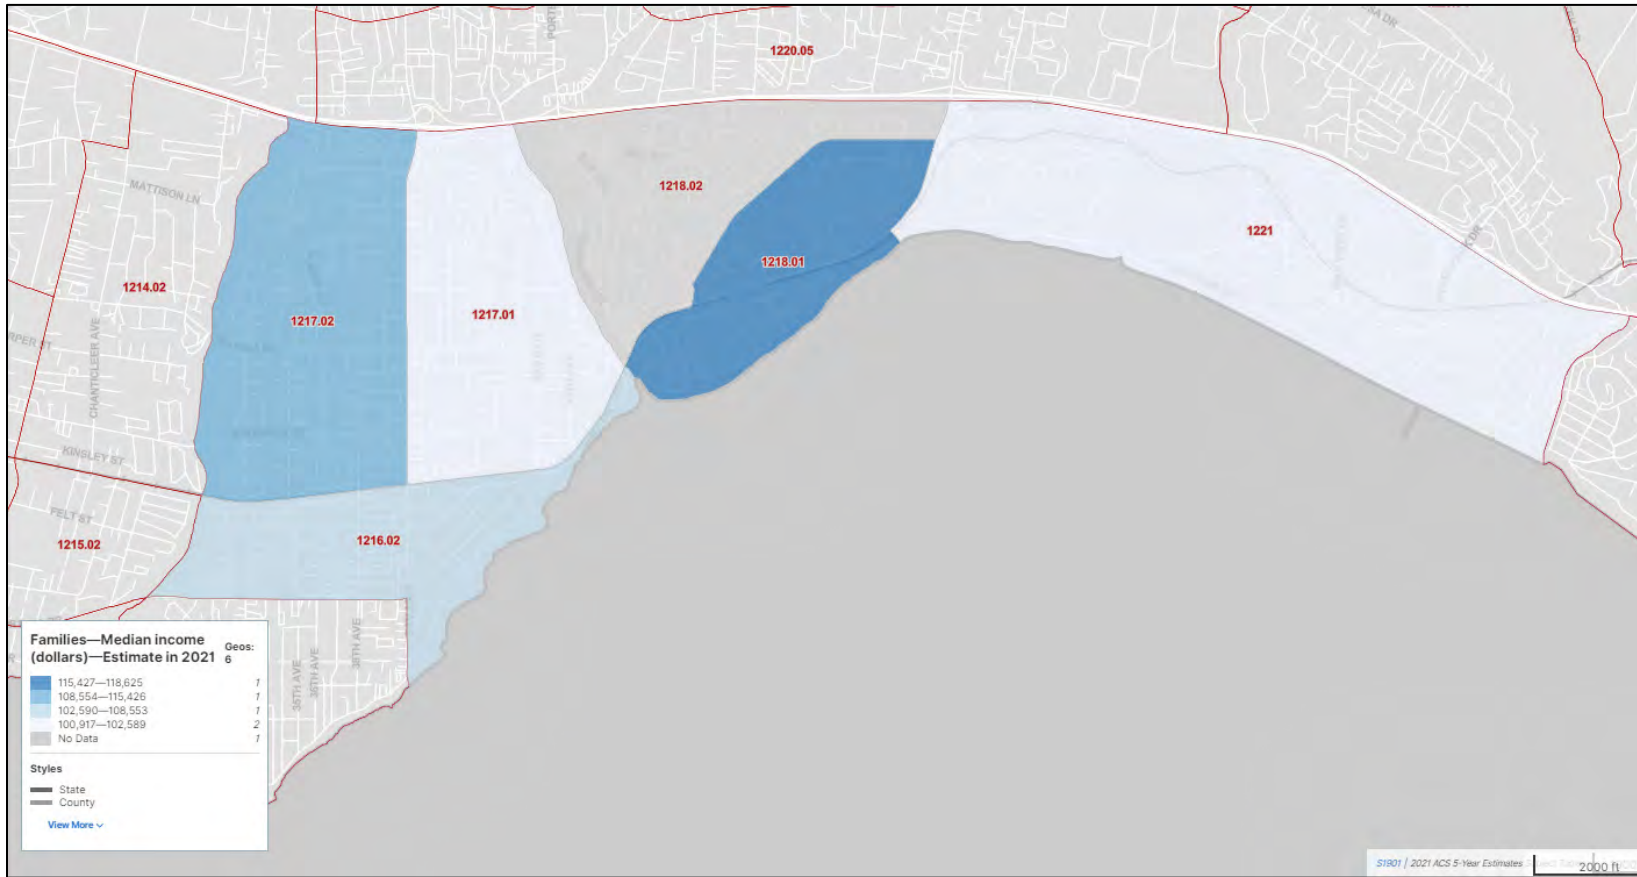 1220.05
1218.02
MATTISON LN
1221
1218.01
1214.02
1217.02
1217.01
CHANTICLEER AVE
KINSLEY ST
FELT ST
1215.02
1216.02
35TH AVE
36TH AVE
38TH AVE
Families—Median income
(dollars)—Estimate in 2021
Geos:
6
115,427—118,625 1
108,554—115,426 1
102,590—108,553 1
100,917—102,589 2
No Data 1
Styles
State
County
View More
S1901 | 2021 ACS 5-Year Estimates
2000 ft